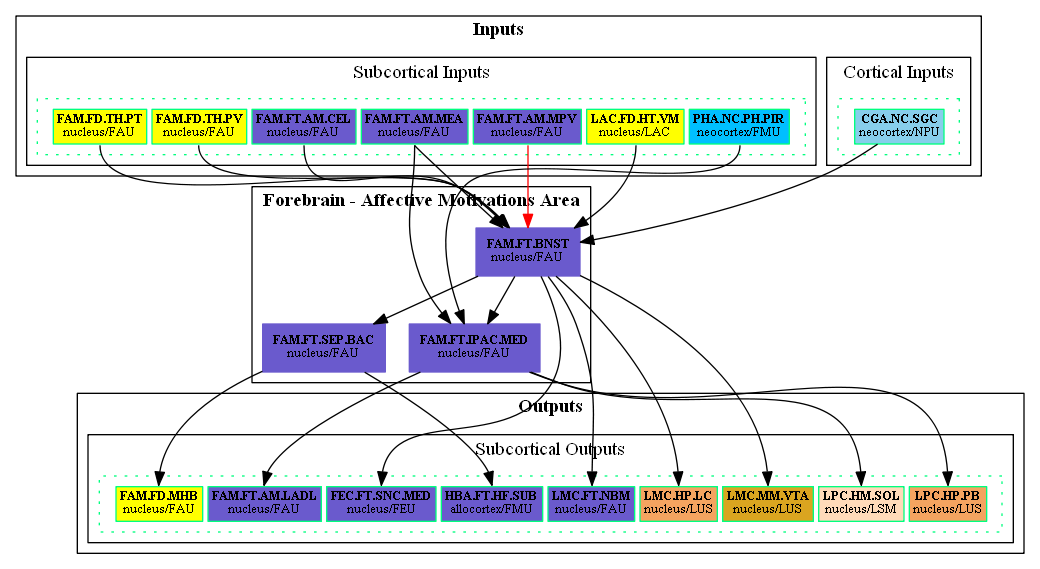 Inputs
Subcortical Inputs
Cortical Inputs
FAM.FD.TH.PT
nucleus/FAU
FAM.FD.TH.PV
nucleus/FAU
FAM.FT.AM.CEL
nucleus/FAU
FAM.FT.AM.MEA
nucleus/FAU
FAM.FT.AM.MPV
nucleus/FAU
LAC.FD.HT.VM
nucleus/LAC
PHA.NC.PH.PIR
neocortex/FMU
CGA.NC.SGC
neocortex/NPU
Forebrain - Affective Motivations Area
FAM.FT.BNST
nucleus/FAU
FAM.FT.SEP.BAC
nucleus/FAU
FAM.FT.IPAC.MED
nucleus/FAU
Outputs
Subcortical Outputs
FAM.FD.MHB
nucleus/FAU
FAM.FT.AM.LADL
nucleus/FAU
FEC.FT.SNC.MED
nucleus/FEU
HBA.FT.HF.SUB
allocortex/FMU
LMC.FT.NBM
nucleus/FAU
LMC.HP.LC
nucleus/LUS
LMC.MM.VTA
nucleus/LUS
LPC.HM.SOL
nucleus/LSM
LPC.HP.PB
nucleus/LUS